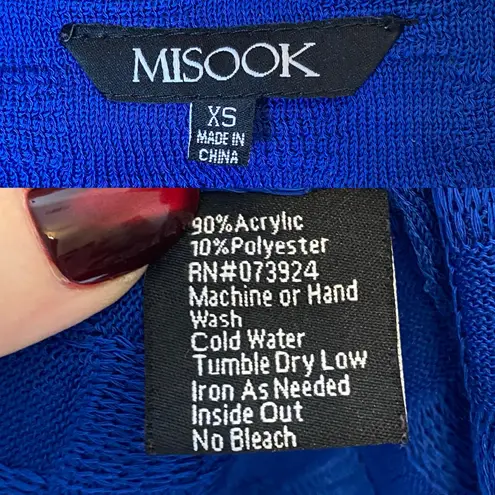 MISOOK
XS
MADE IN
CHINA
90%Acrylic
10%Polyester
RN#073924
Machine or Hand
Wash
Cold Water
Tumble Dry Low
Iron As Needed
Inside Out
No Bleach